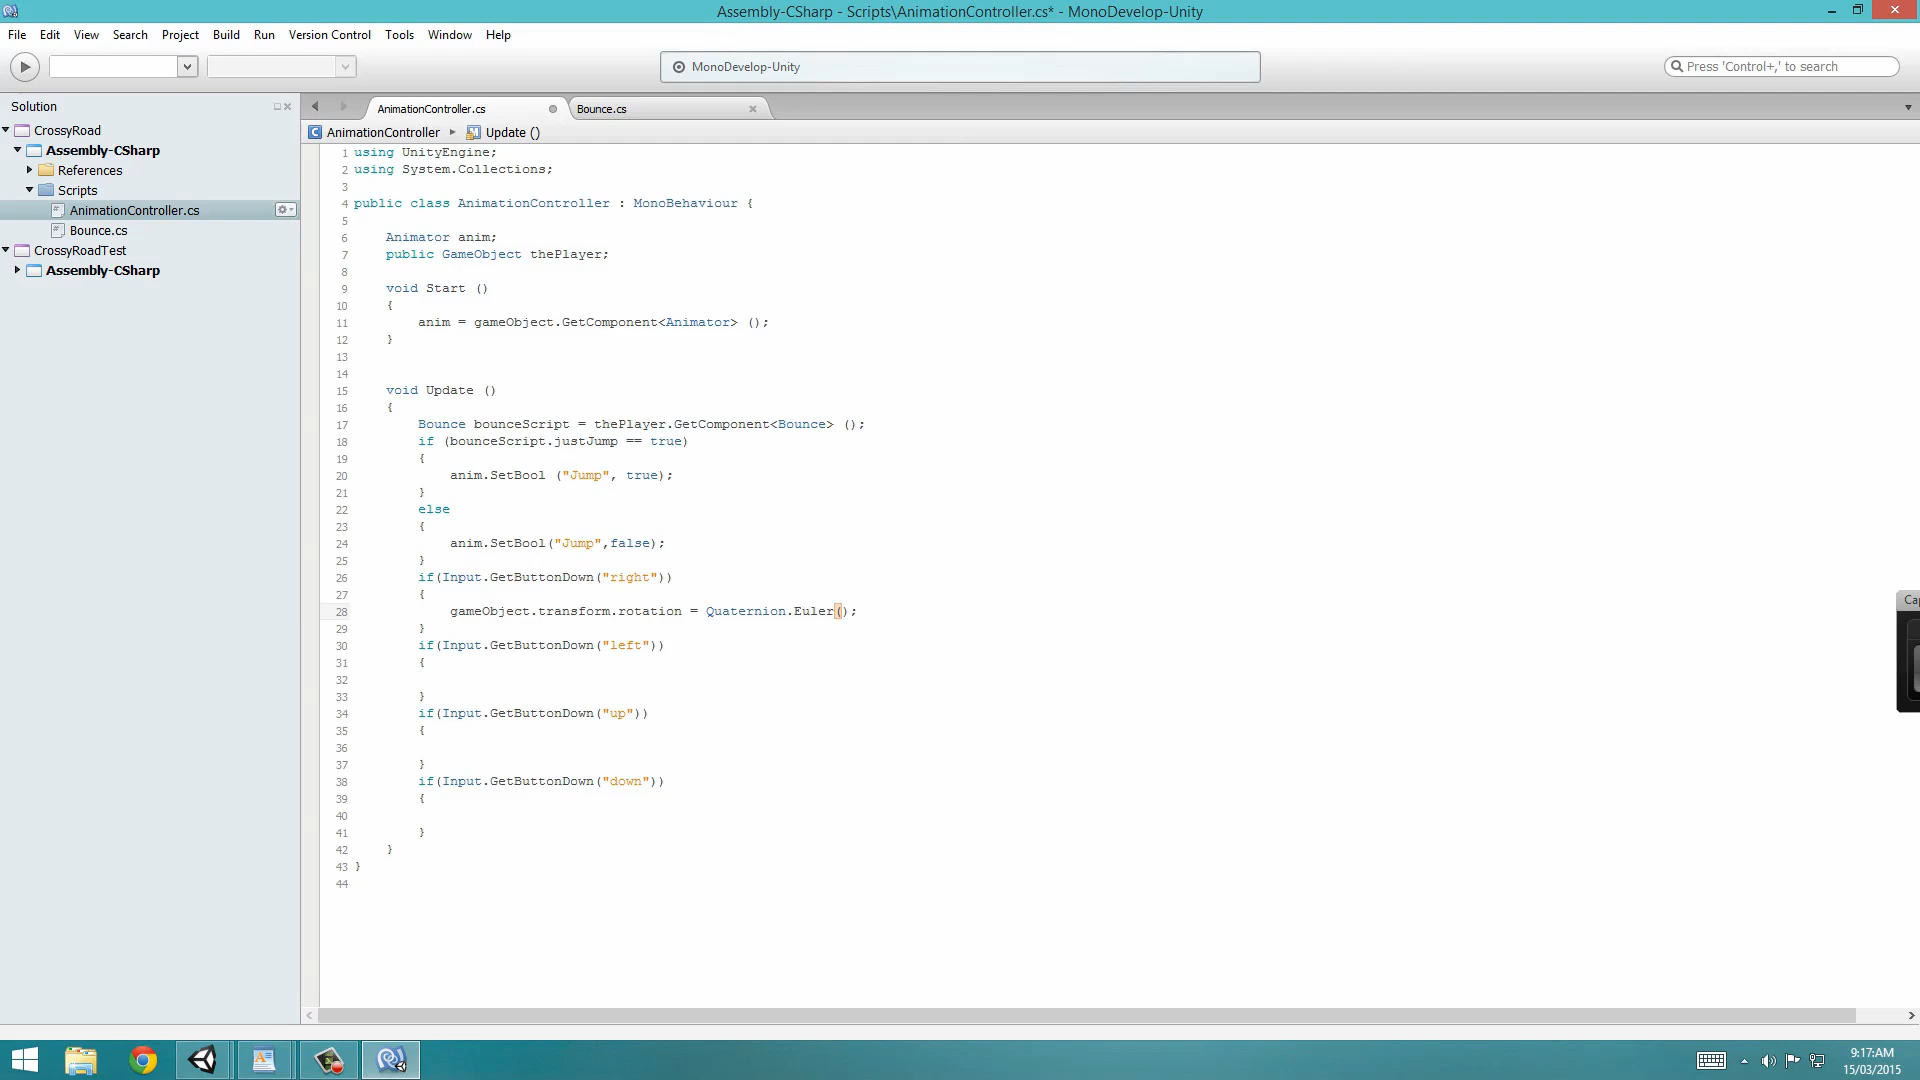 Assembly-CSharp - Scripts\AnimationController.cs* - MonoDevelop-Unity
File Edit View Search Project Build Run Version Control Tools Window Help
MonoDevelop-Unity
Press 'Control+,' to search
Solution
AnimationController.cs
Bounce.cs
CrossyRoad
Assembly-CSharp
References
Scripts
AnimationController.cs
Bounce.cs
CrossyRoadTest
Assembly-CSharp
AnimationController Update ()
1 using UnityEngine;
2 using System.Collections;
3
4 public class AnimationController : MonoBehaviour {
5
6 Animator anim;
7 public GameObject thePlayer;
8
9 void Start ()
10 {
11 anim = gameObject.GetComponent<Animator> ();
12 }
13
14
15 void Update ()
16 {
17 Bounce bounceScript = thePlayer.GetComponent<Bounce> ();
18 if (bounceScript.justJump == true)
19 {
20 anim.SetBool ("Jump", true);
21 }
22 else
23 {
24 anim.SetBool("Jump",false);
25 }
26 if(Input.GetButtonDown("right"))
27 {
28 gameObject.transform.rotation = Quaternion.Euler();
29 }
30 if(Input.GetButtonDown("left"))
31 {
32
33 }
34 if(Input.GetButtonDown("up"))
35 {
36
37 }
38 if(Input.GetButtonDown("down"))
39 {
40
41 }
42 }
43 }
44
Cap
9:17:AM
15/03/2015